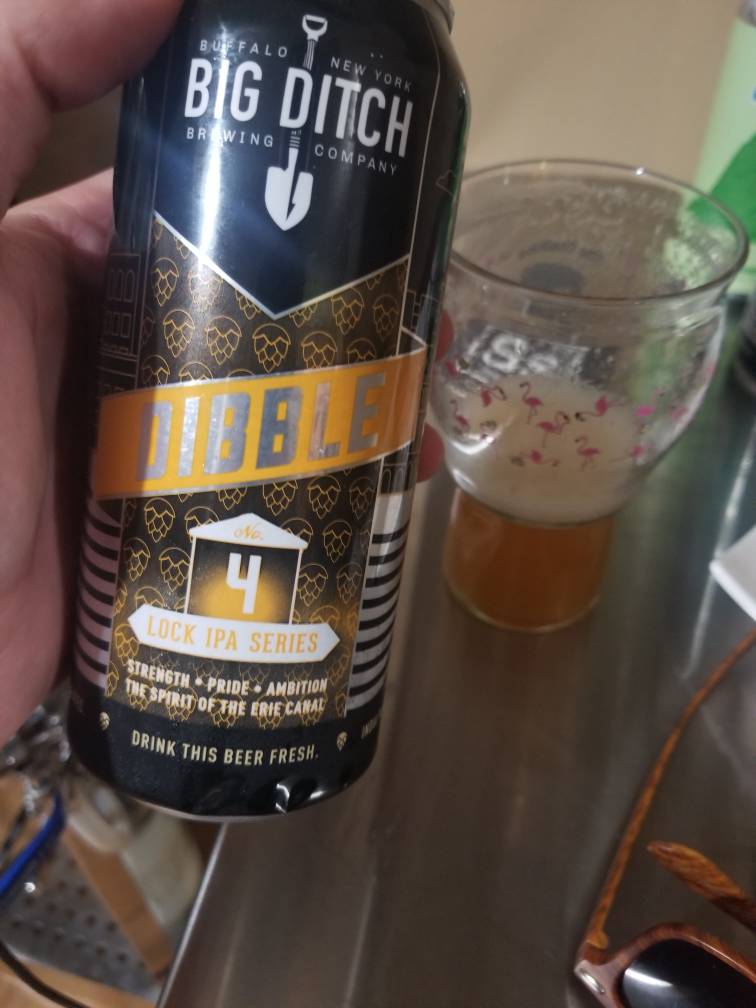 BUFFALO NEW YORK
BIG DITCH
BREWING COMPANY
DIBBLE
No.
4
LOCK IPA SERIES
STRENGTH • PRIDE • AMBITION
THE SPIRIT OF THE ERIE CANAL
DRINK THIS BEER FRESH.